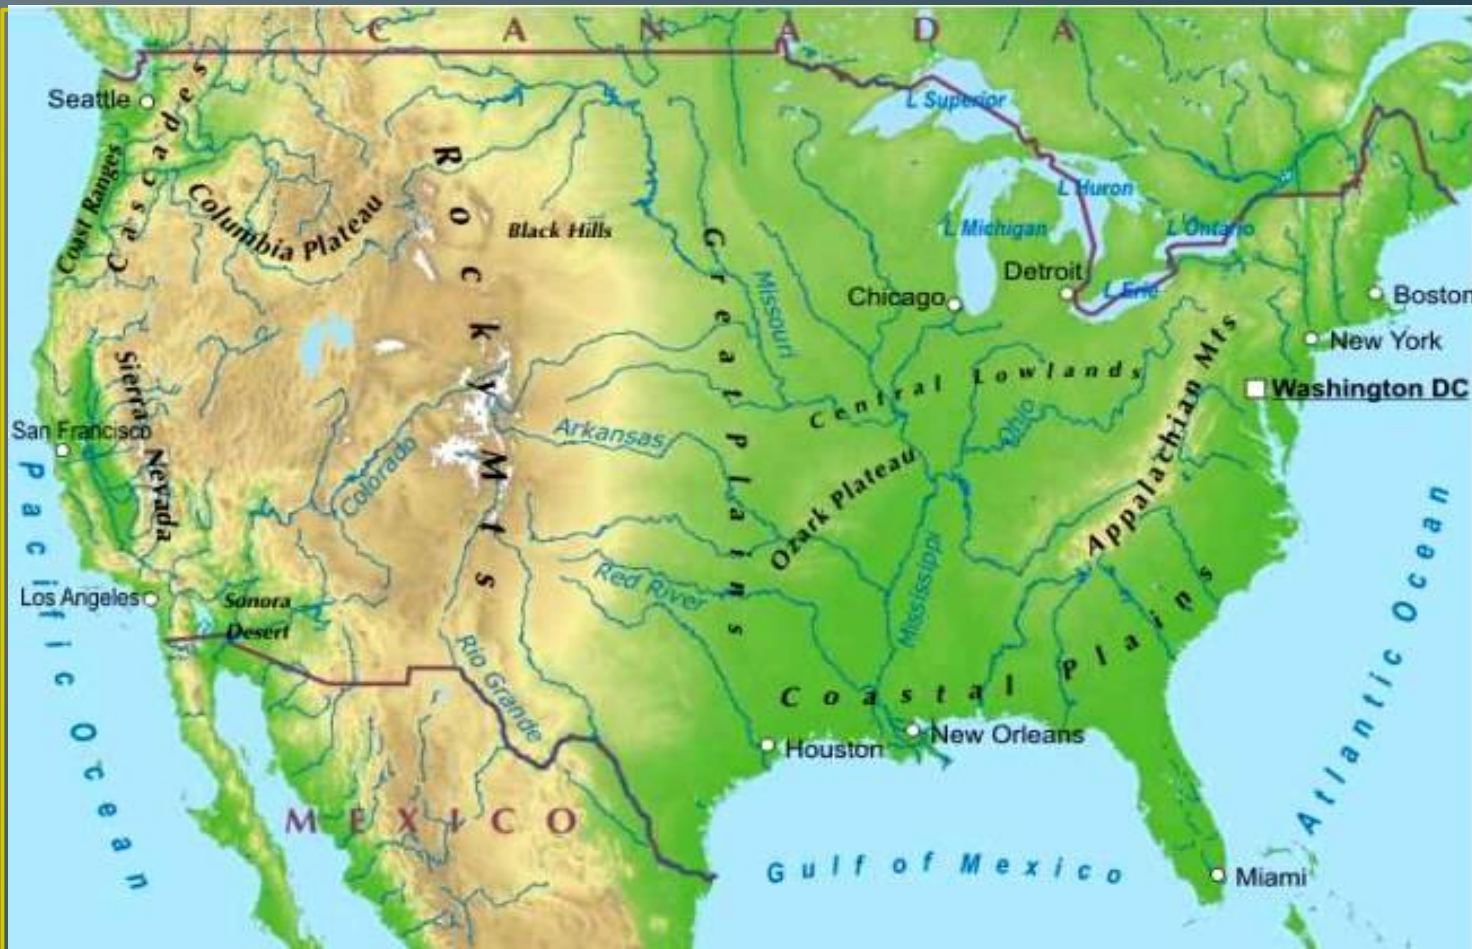 CANADA
Seattle
Cascades
Coast Ranges
Columbia Plateau
Rocky Mts
Black Hills
Great Plains
Missouri
L Superior
L Huron
L Michigan
L Ontario
L Erie
Detroit
Chicago
Boston
New York
Washington DC
Central Lowlands
Ohio
Appalachian Mts
Sierra Nevada
San Francisco
Colorado
Arkansas
Ozark Plateau
Mississippi
Red River
Los Angeles
Sonora
Desert
Rio Grande
Coastal Plains
Houston
New Orleans
MEXICO
Gulf of Mexico
Miami
Pacific Ocean
Atlantic Ocean